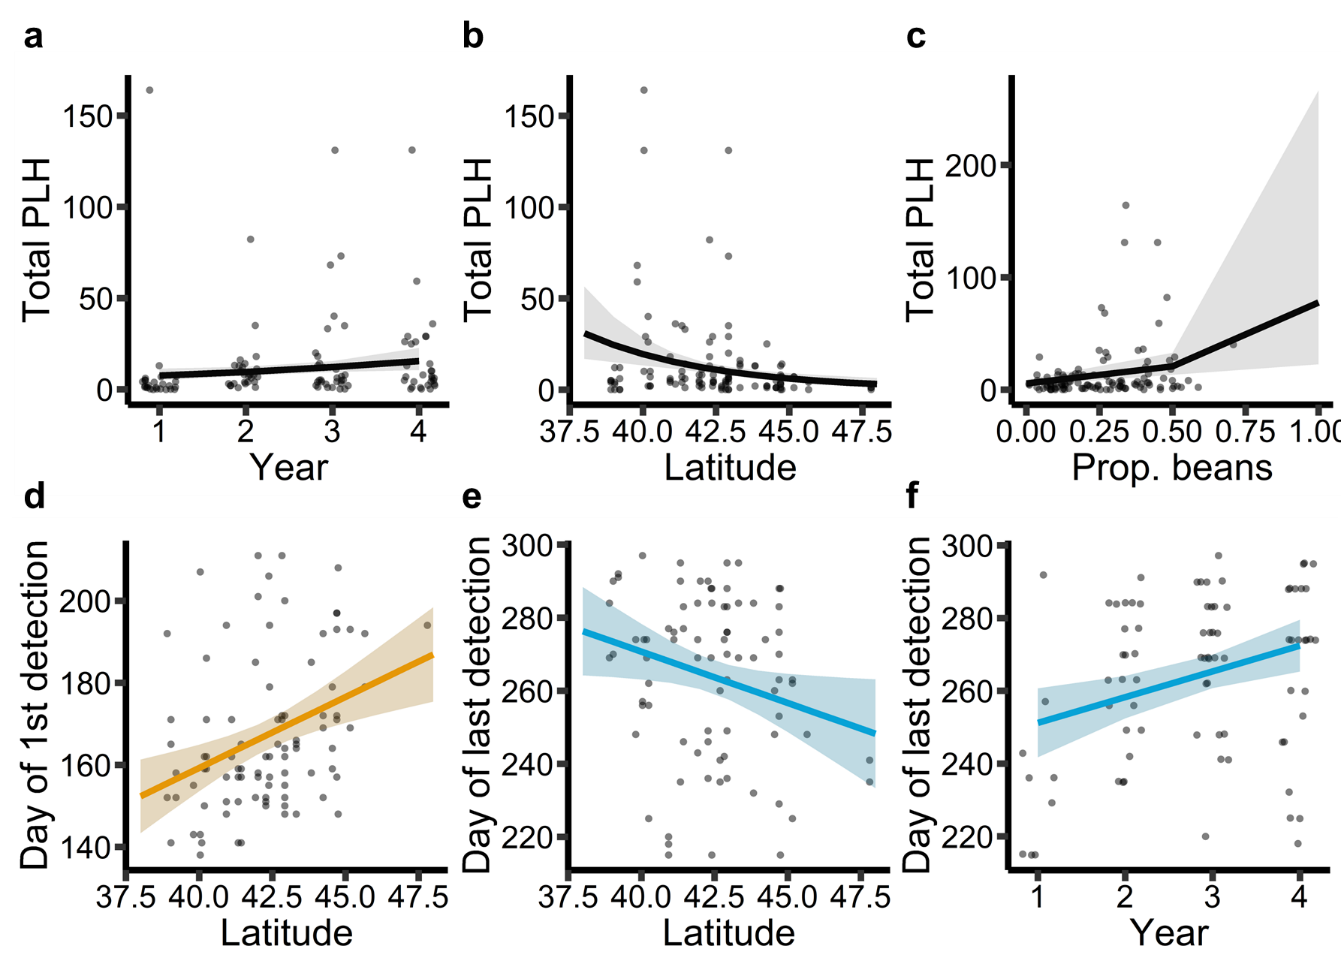 a
b
c
Total PLH
150
100
50
0
1 2 3 4
Year
Total PLH
150
100
50
0
37.5 40.0 42.5 45.0 47.5
Latitude
Total PLH
200
100
0
0.00 0.25 0.50 0.75 1.00
Prop. beans
d
e
f
Day of 1st detection
200
180
160
140
37.5 40.0 42.5 45.0 47.5
Latitude
Day of last detection
300
280
260
240
220
37.5 40.0 42.5 45.0 47.5
Latitude
Day of last detection
300
280
260
240
220
1 2 3 4
Year